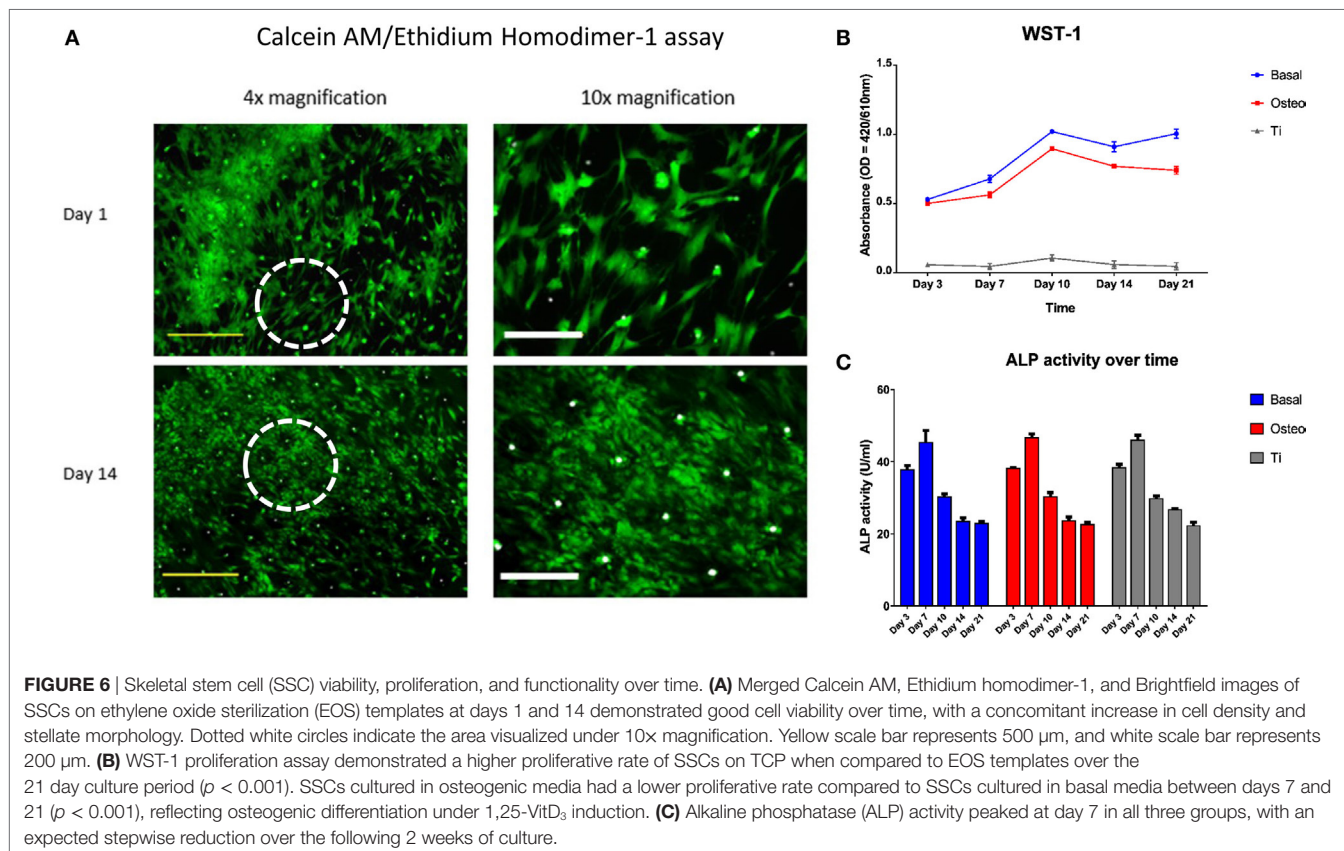 A
Calcein AM/Ethidium Homodimer-1 assay
4x magnification
10x magnification
Day 1
Day 14
B
WST-1
Absorbance (OD = 420/610nm)
1.5
1.0
0.5
0.0
Day 3
Day 7
Day 10
Day 14
Day 21
Time
Basal
Osteo
Ti
C
ALP activity over time
ALP activity (U/ml)
60
40
20
0
Day 3
Day 7
Day 10
Day 14
Day 21
Day 3
Day 7
Day 10
Day 14
Day 21
Day 3
Day 7
Day 10
Day 14
Day 21
Basal
Osteo
Ti
FIGURE 6 | Skeletal stem cell (SSC) viability, proliferation, and functionality over time. (A) Merged Calcein AM, Ethidium homodimer-1, and Brightfield images of
SSCs on ethylene oxide sterilization (EOS) templates at days 1 and 14 demonstrated good cell viability over time, with a concomitant increase in cell density and
stellate morphology. Dotted white circles indicate the area visualized under 10× magnification. Yellow scale bar represents 500 μm, and white scale bar represents
200 μm. (B) WST-1 proliferation assay demonstrated a higher proliferative rate of SSCs on TCP when compared to EOS templates over the
21 day culture period (p < 0.001). SSCs cultured in osteogenic media had a lower proliferative rate compared to SSCs cultured in basal media between days 7 and
21 (p < 0.001), reflecting osteogenic differentiation under 1,25-VitD₃ induction. (C) Alkaline phosphatase (ALP) activity peaked at day 7 in all three groups, with an
expected stepwise reduction over the following 2 weeks of culture.